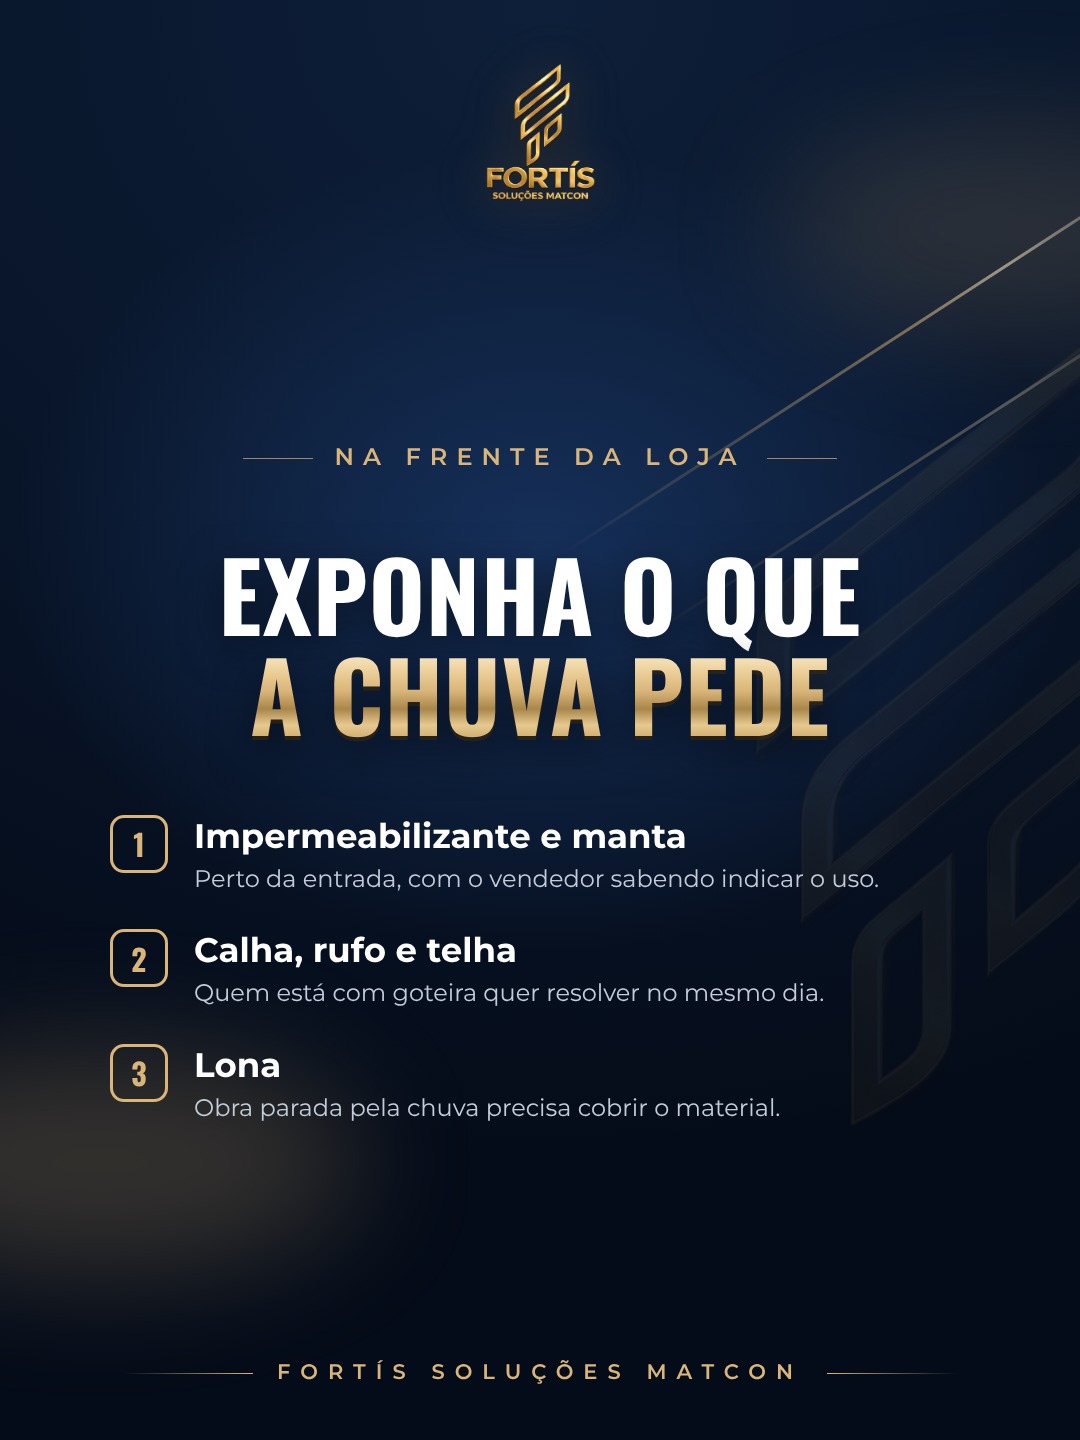 FORTÍS
SOLUÇÕES MATCON
NA FRENTE DA LOJA
EXPONHA O QUE
A CHUVA PEDE
1
Impermeabilizante e manta
Perto da entrada, com o vendedor sabendo indicar o uso.
2
Calha, rufo e telha
Quem está com goteira quer resolver no mesmo dia.
3
Lona
Obra parada pela chuva precisa cobrir o material.
FORTÍS SOLUÇÕES MATCON